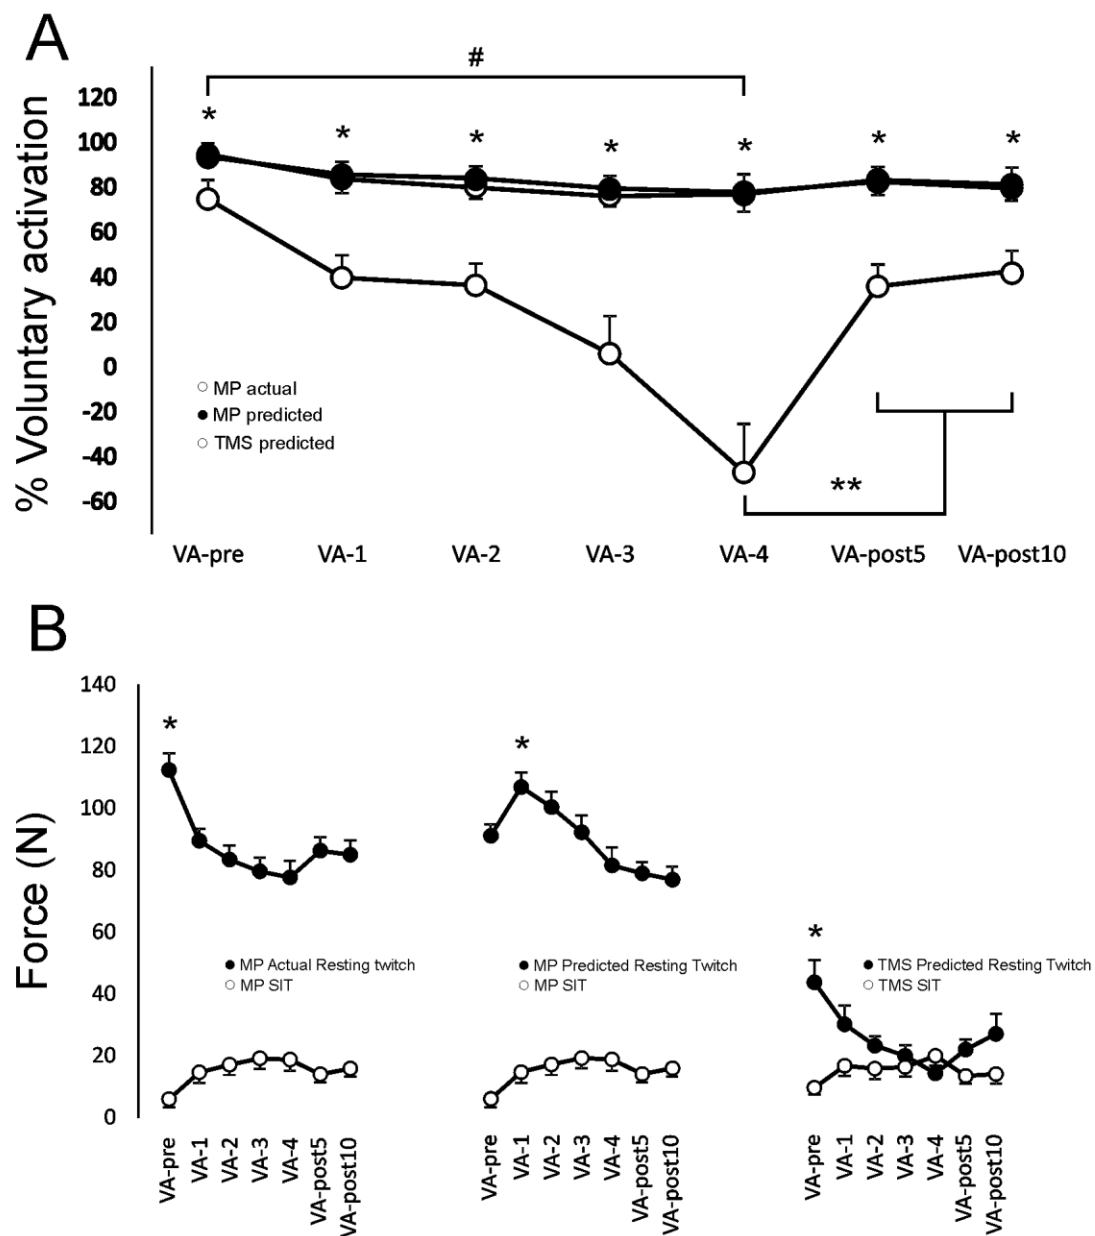 A
#
% Voluntary activation
120
100
80
60
40
20
0
-20
-40
-60
* * * * * * *
MP actual
MP predicted
TMS predicted
**
VA-pre VA-1 VA-2 VA-3 VA-4 VA-post5 VA-post10
B
Force (N)
140
120
100
80
60
40
20
0
*
MP Actual Resting twitch
MP SIT
VA-pre
VA-1
VA-2
VA-3
VA-4
VA-post5
VA-post10
*
MP Predicted Resting Twitch
MP SIT
VA-pre
VA-1
VA-2
VA-3
VA-4
VA-post5
VA-post10
*
TMS Predicted Resting Twitch
TMS SIT
VA-pre
VA-1
VA-2
VA-3
VA-4
VA-post5
VA-post10